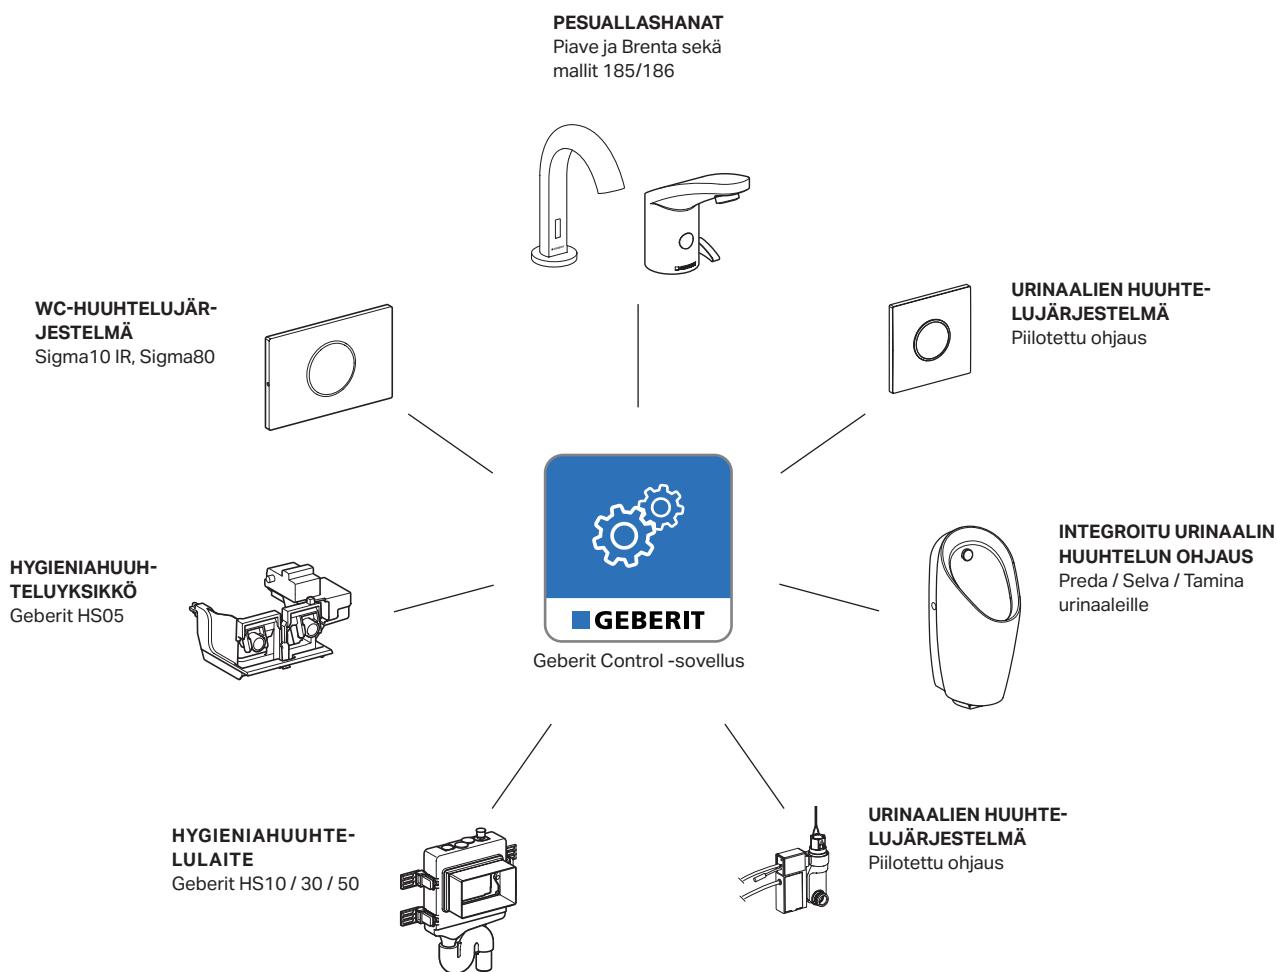 PESUALLASHANAT
Piave ja Brenta sekä
mallit 185/186
WC-HUUHTELUJÄR-
JESTELMÄ
Sigma10 IR, Sigma80
URINAALIEN HUUHTE-
LUJÄRJESTELMÄ
Piilotettu ohjaus
HYGIENIAHUUH-
TELUYKSIKKÖ
Geberit HS05
GEBERIT
Geberit Control -sovellus
INTEGROITU URINAALIN
HUUHTELUN OHJAUS
Preda / Selva / Tamina
urinaaleille
HYGIENIAHUUHTE-
LULAITE
Geberit HS10 / 30 / 50
URINAALIEN HUUHTE-
LUJÄRJESTELMÄ
Piilotettu ohjaus